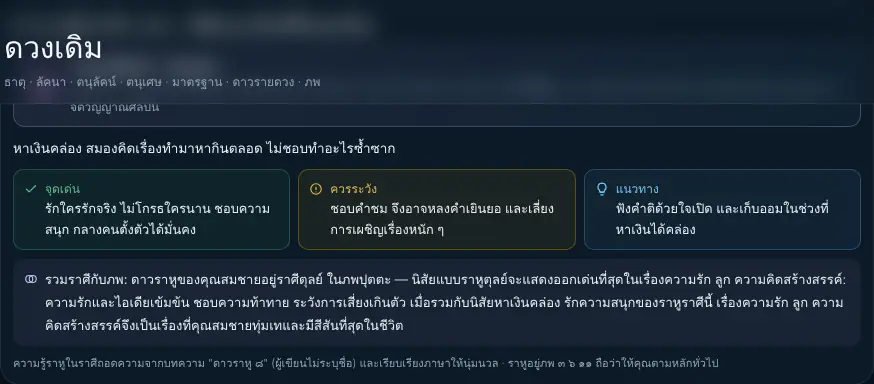 ดวงเดิม
ธาตุ · ลัคนา · ตนุลัคน์ · ตนุเศษ · มาตรฐาน · ดาวรายดวง · ภพ
จิตวิญญาณศิลปิน
หาเงินคล่อง สมองคิดเรื่องทำมาหากินตลอด ไม่ชอบทำอะไรซ้ำซาก
จุดเด่น
รักใครรักจริง ไม่โกรธใครนาน ชอบความ
สนุก กลางคนตั้งตัวได้มั่นคง
ควรระวัง
ชอบคำชม จึงอาจหลงคำเยินยอ และเลี่ยง
การเผชิญเรื่องหนัก ๆ
แนวทาง
ฟังคำติด้วยใจเปิด และเก็บออมในช่วงที่
หาเงินได้คล่อง
รวมราศีกับภพ: ดาวราหูของคุณสมชายอยู่ราศีตุลย์ ในภพปุตตะ — นิสัยแบบราหูตุลย์จะแสดงออกเด่นที่สุดในเรื่องความรัก ลูก ความคิดสร้างสรรค์:
ความรักและไอเดียเข้มข้น ชอบความท้าทาย ระวังการเสี่ยงเกินตัว เมื่อรวมกับนิสัยหาเงินคล่อง รักความสนุกของราหูราศีนี้ เรื่องความรัก ลูก ความ
คิดสร้างสรรค์จึงเป็นเรื่องที่คุณสมชายทุ่มเทและมีสีสันที่สุดในชีวิต
ความรู้ราหูในราศีถอดความจากบทความ "ดาวราหู ๘" (ผู้เขียนไม่ระบุชื่อ) และเรียบเรียงภาษาให้นุ่มนวล · ราหูอยู่ภพ ๓ ๖ ๑๑ ถือว่าให้คุณตามหลักทั่วไป